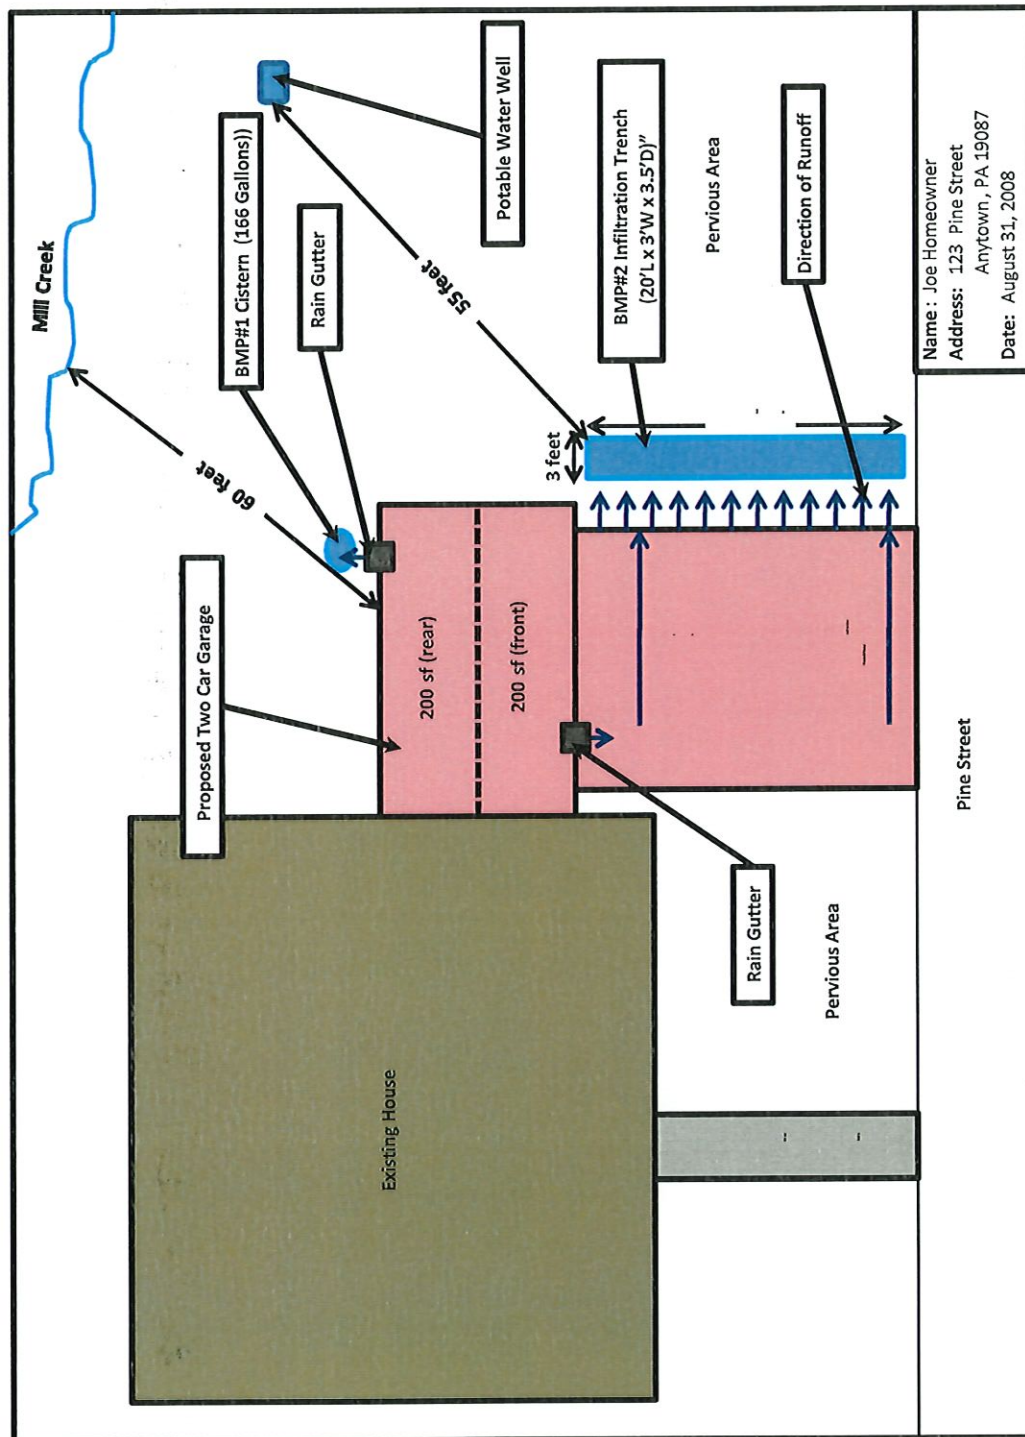 Mill Creek
60 feet
BMP#1 Cistern (166 Gallons))
Rain Gutter
Potable Water Well
55 feet
Proposed Two Car Garage
200 sf (rear)
200 sf (front)
3 feet
BMP#2 Infiltration Trench
(20'L x 3'W x 3.5'D)"
Pervious Area
Direction of Runoff
Existing House
Rain Gutter
Pervious Area
Pine Street
Name : Joe Homeowner
Address: 123 Pine Street
Anytown, PA 19087
Date: August 31, 2008